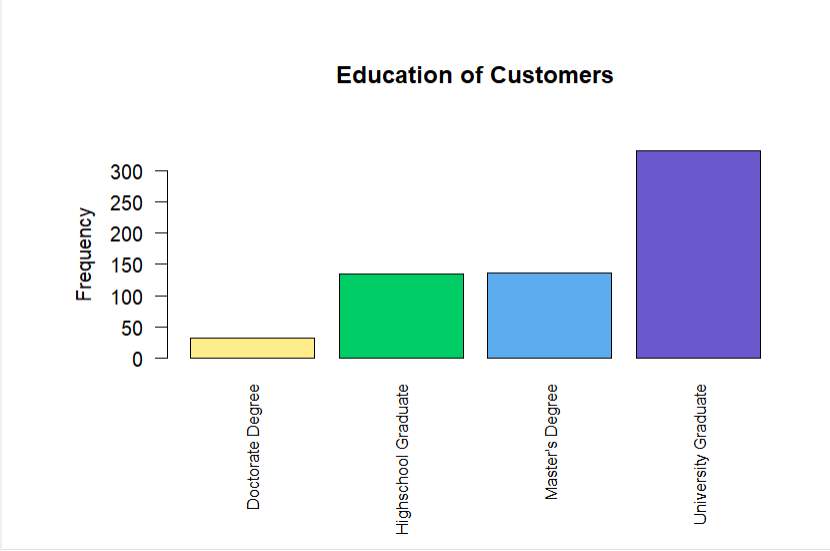 Education of Customers
Frequency
300
250
200
150
100
50
0
Doctorate Degree
Highschool Graduate
Master's Degree
University Graduate